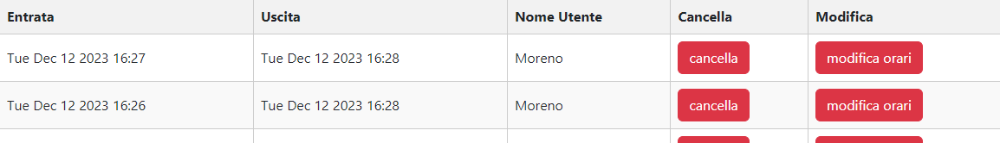 Entrata Uscita Nome Utente Cancella Modifica
Tue Dec 12 2023 16:27 Tue Dec 12 2023 16:28 Moreno cancella modifica orari
Tue Dec 12 2023 16:26 Tue Dec 12 2023 16:28 Moreno cancella modifica orari